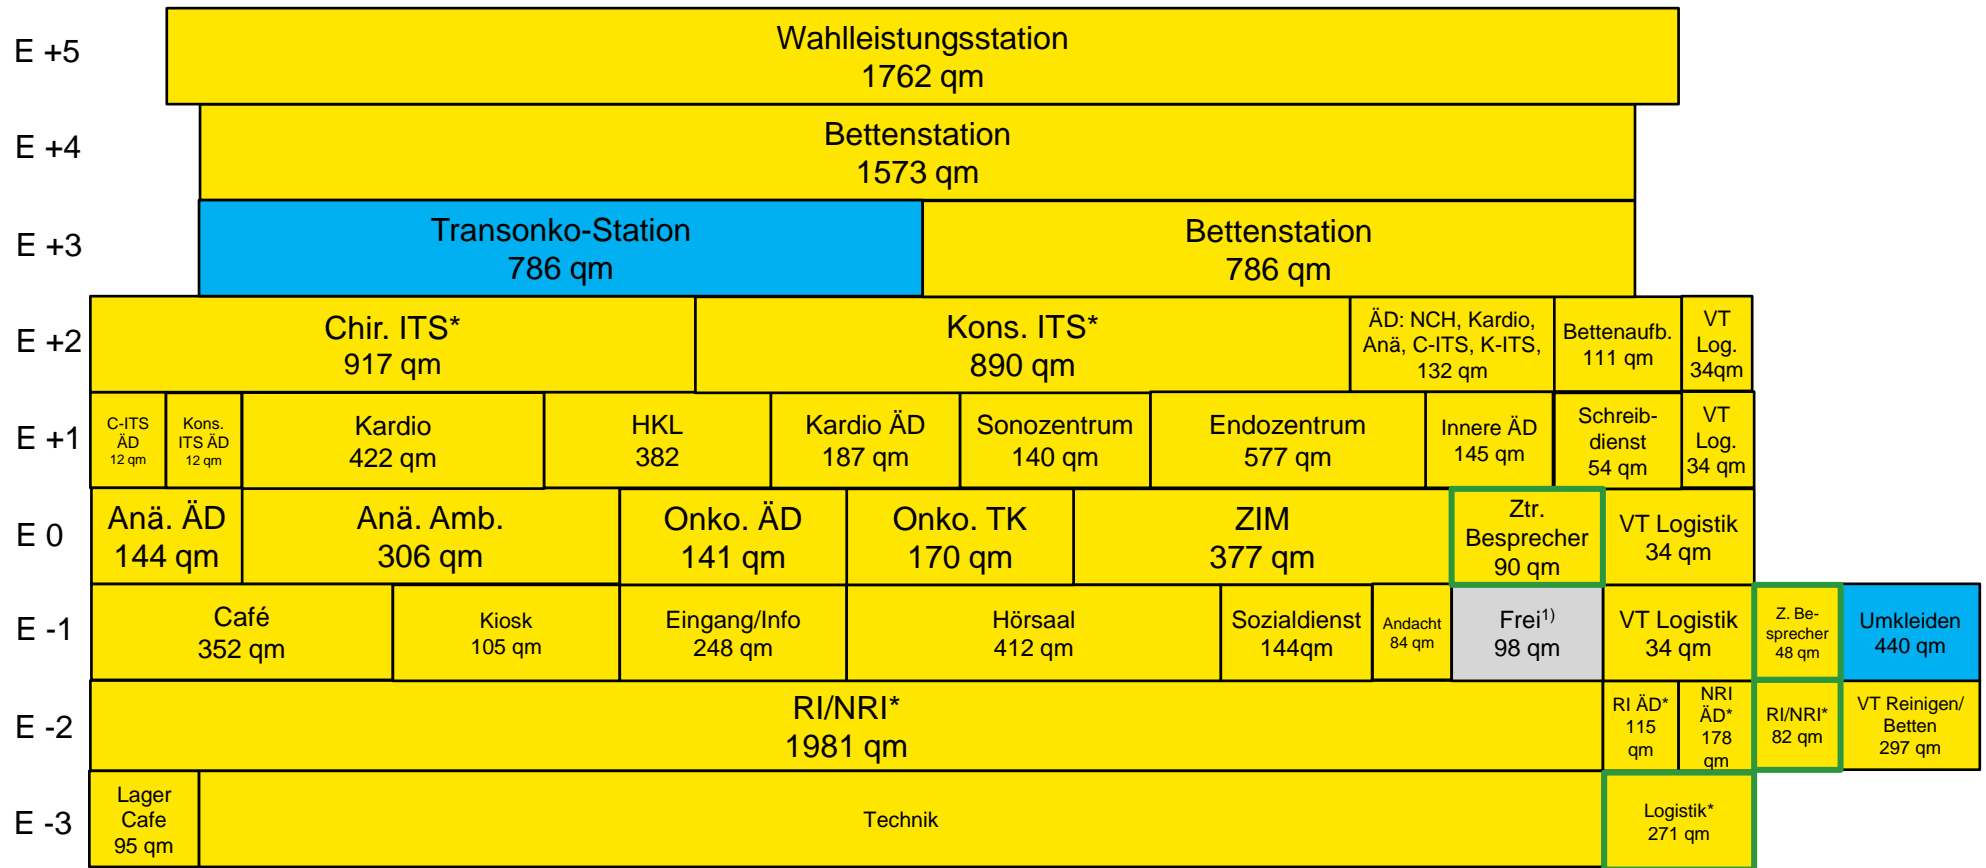 E +5
Wahlleistungsstation
1762 qm
E +4
Bettenstation
1573 qm
E +3
Transonko-Station
786 qm
Bettenstation
786 qm
E +2
Chir. ITS*
917 qm
Kons. ITS*
890 qm
ÄD: NCH, Kardio,
Anä, C-ITS, K-ITS,
132 qm
Bettenaufb.
111 qm
VT
Log.
34qm
E +1
C-ITS
ÄD
12 qm
Kons.
ITS ÄD
12 qm
Kardio
422 qm
HKL
382
Kardio ÄD
187 qm
Sonozentrum
140 qm
Endozentrum
577 qm
Innere ÄD
145 qm
Schreib-
dienst
54 qm
VT
Log.
34 qm
E 0
Anä. ÄD
144 qm
Anä. Amb.
306 qm
Onko. ÄD
141 qm
Onko. TK
170 qm
ZIM
377 qm
Ztr.
Besprecher
90 qm
VT Logistik
34 qm
E -1
Café
352 qm
Kiosk
105 qm
Eingang/Info
248 qm
Hörsaal
412 qm
Sozialdienst
144qm
Andacht
84 qm
Frei1)
98 qm
VT Logistik
34 qm
Z. Be-
sprecher
48 qm
Umkleiden
440 qm
E -2
RI/NRI*
1981 qm
RI ÄD*
115
qm
NRI
ÄD*
178
qm
RI/NRI*
82 qm
VT Reinigen/
Betten
297 qm
E -3
Lager
Cafe
95 qm
Technik
Logistik*
271 qm